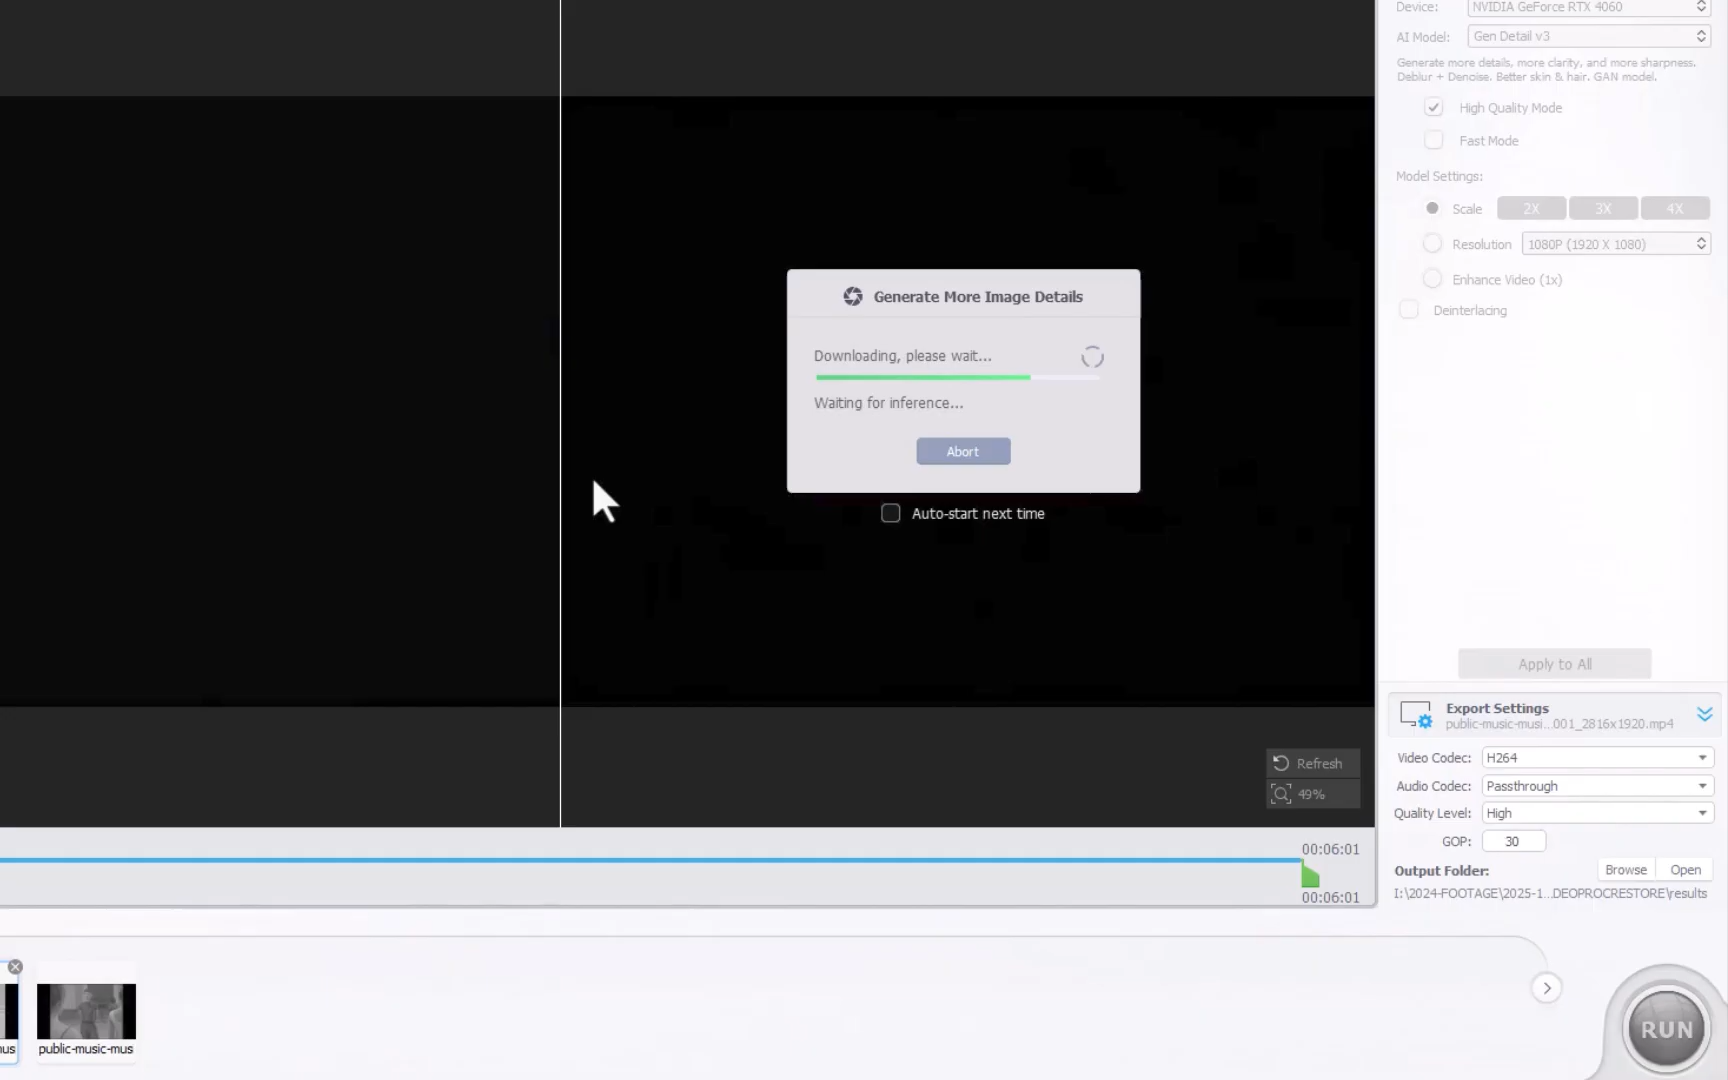 Device: NVIDIA GeForce RTX 4060
AI Model: Gen Detail v3
Generate more details, more clarity, and more sharpness.
Deblur + Denoise. Better skin & hair. GAN model.
High Quality Mode
Fast Mode
Model Settings:
Scale 2X 3X 4X
Resolution 1080P (1920 X 1080)
Enhance Video (1x)
Deinterlacing
Generate More Image Details
Downloading, please wait...
Waiting for inference...
Abort
Auto-start next time
Apply to All
Export Settings
public-music-musi...001_2816x1920.mp4
Refresh
49%
Video Codec: H264
Audio Codec: Passthrough
Quality Level: High
GOP: 30
Output Folder: Browse Open
I:\2024-FOOTAGE\2025-1...DEOPROCRESTORE\results
00:06:01
00:06:01
nus
public-music-mus
RUN